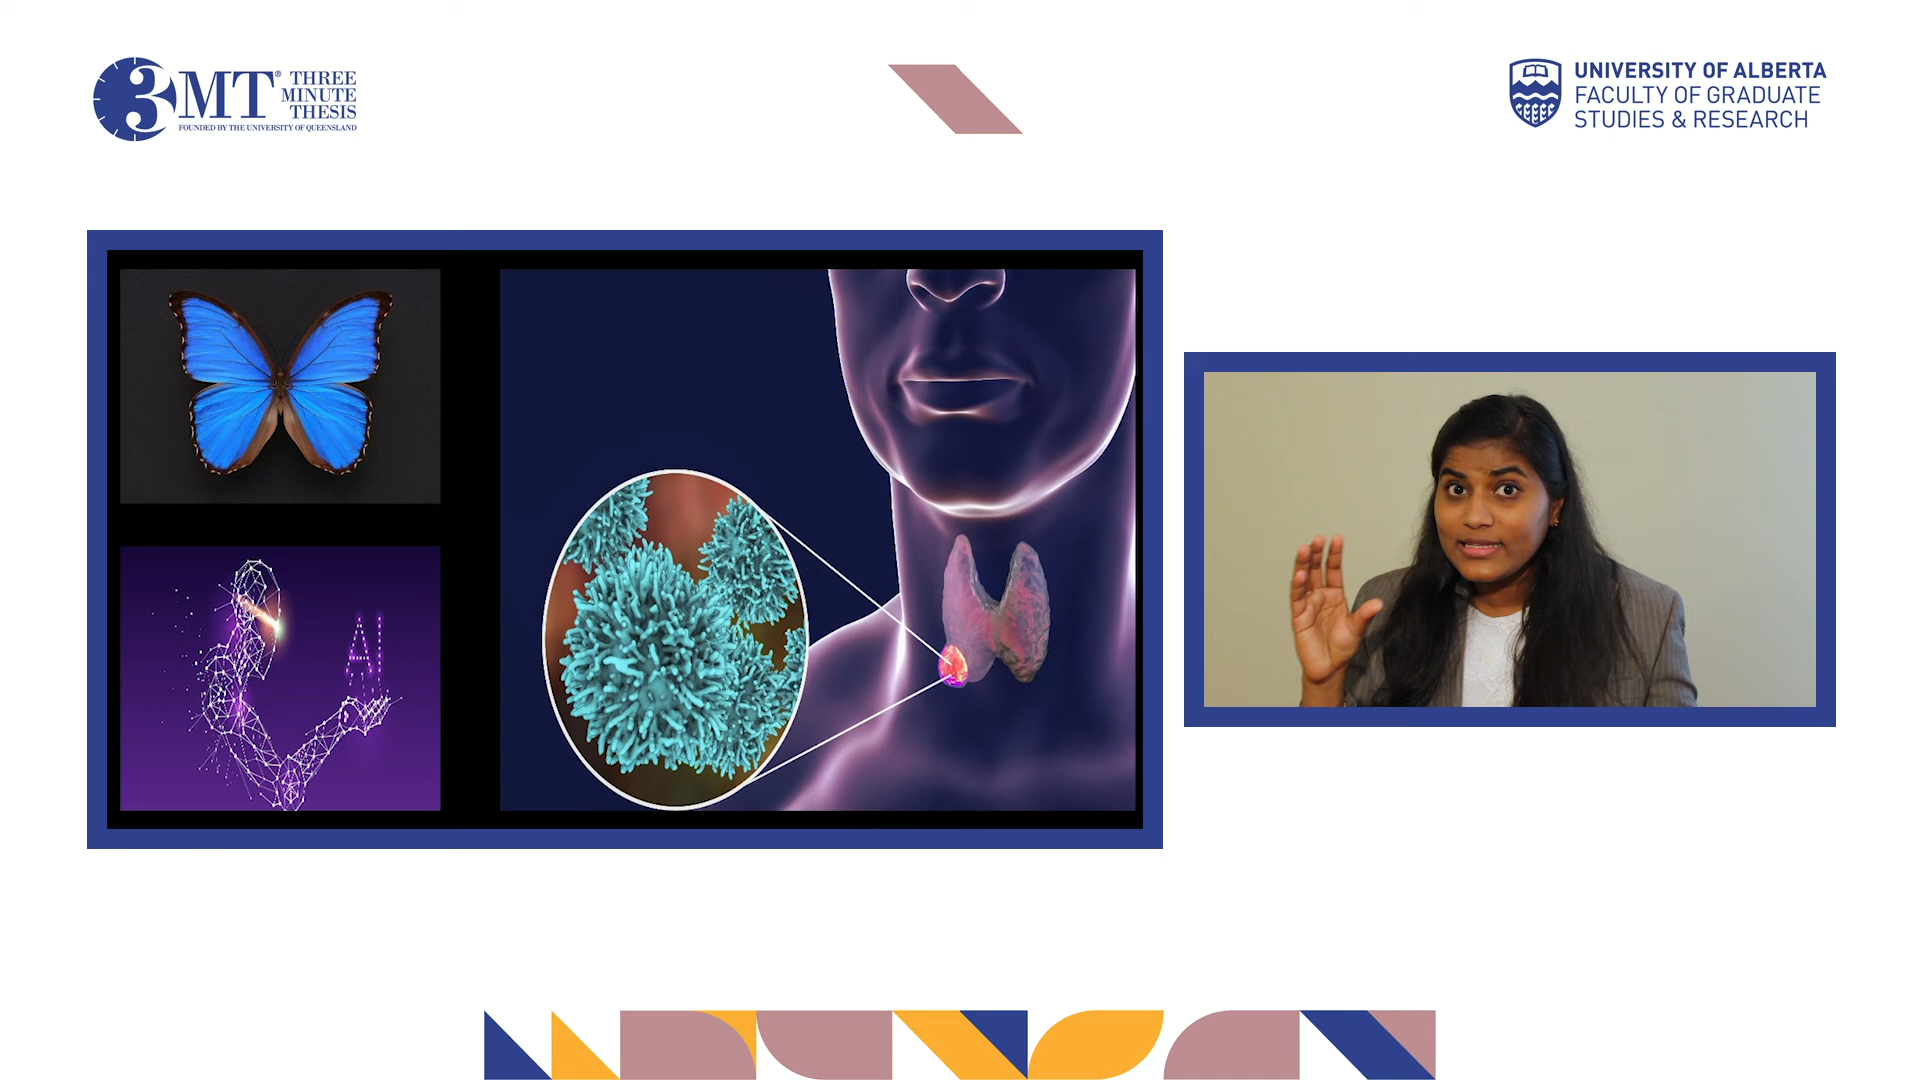 3MT® THREE
MINUTE
THESIS
FOUNDED BY THE UNIVERSITY OF QUEENSLAND
UNIVERSITY OF ALBERTA
FACULTY OF GRADUATE
STUDIES & RESEARCH
AI